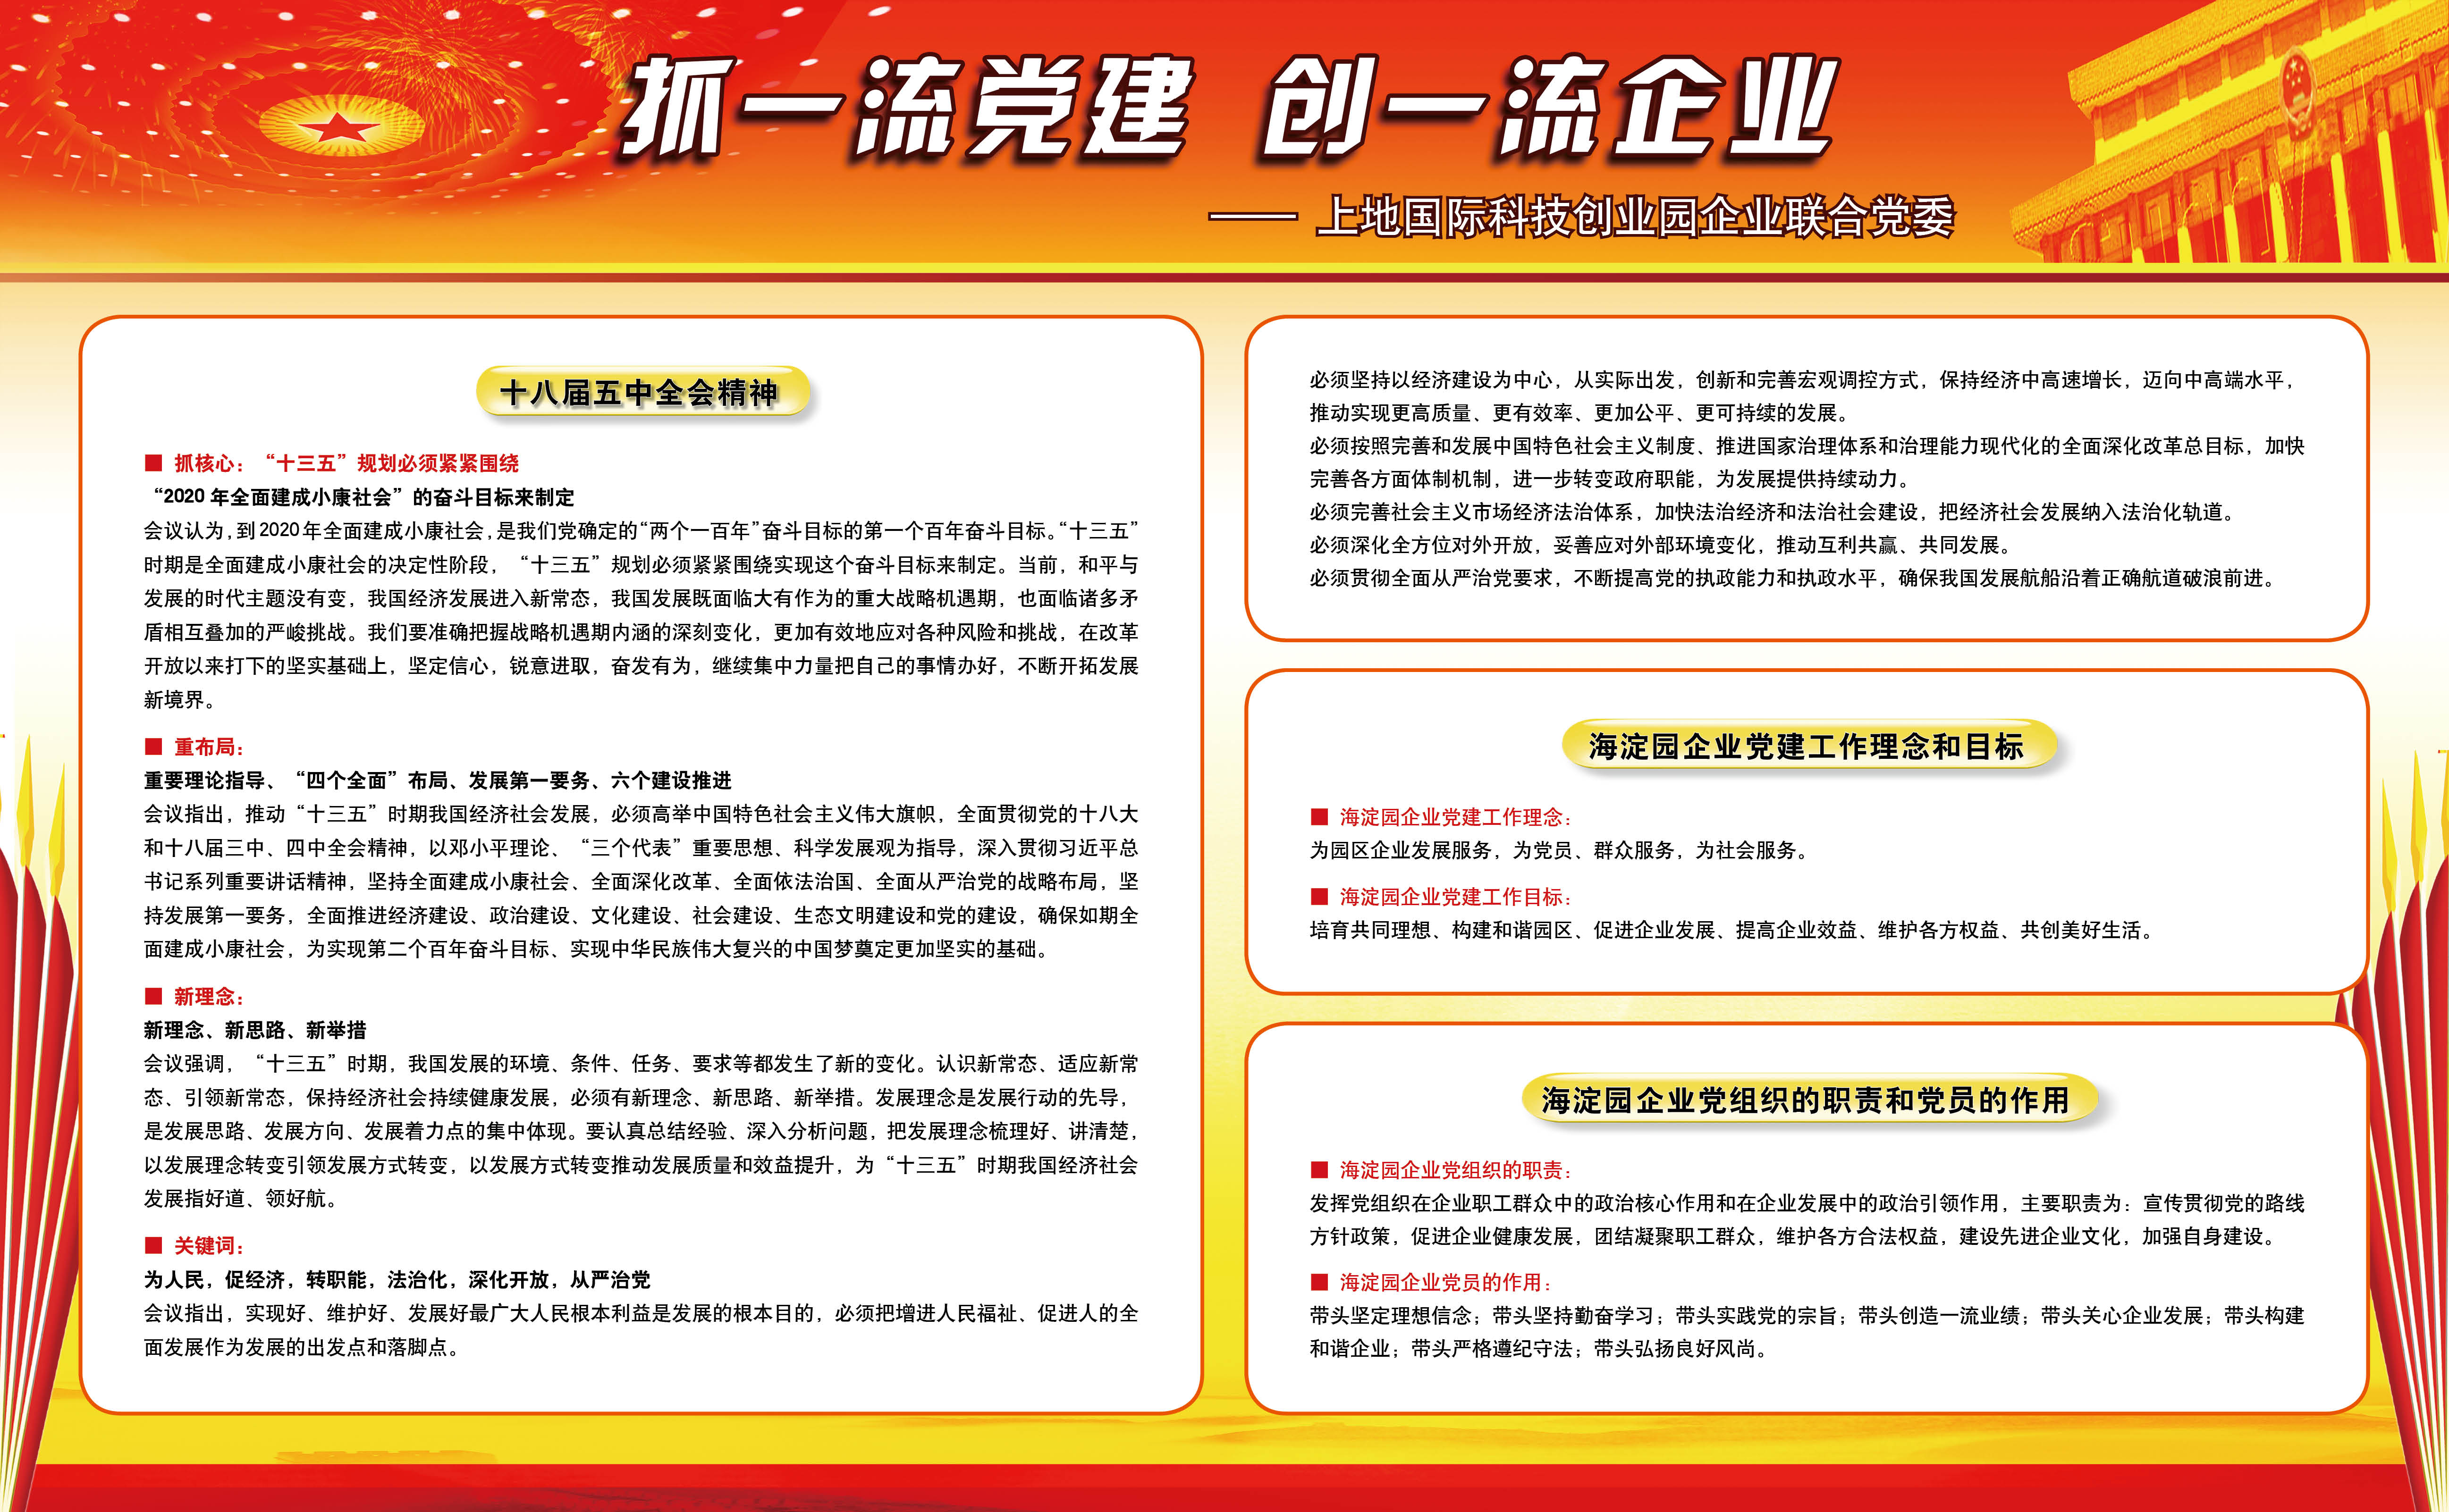 抓一流党建 创一流企业
—— 上地国际科技创业园企业联合党委
十八届五中全会精神
■ 抓核心：“十三五”规划必须紧紧围绕
“2020 年全面建成小康社会”的奋斗目标来制定
会议认为，到 2020 年全面建成小康社会，是我们党确定的“两个一百年”奋斗目标的第一个百年奋斗目标。“十三五”
时期是全面建成小康社会的决定性阶段，“十三五”规划必须紧紧围绕实现这个奋斗目标来制定。当前，和平与
发展的时代主题没有变，我国经济发展进入新常态，我国发展既面临大有作为的重大战略机遇期，也面临诸多矛
盾相互叠加的严峻挑战。我们要准确把握战略机遇期内涵的深刻变化，更加有效地应对各种风险和挑战，在改革
开放以来打下的坚实基础上，坚定信心，锐意进取，奋发有为，继续集中力量把自己的事情办好，不断开拓发展
新境界。
■ 重布局：
重要理论指导、“四个全面”布局、发展第一要务、六个建设推进
会议指出，推动“十三五”时期我国经济社会发展，必须高举中国特色社会主义伟大旗帜，全面贯彻党的十八大
和十八届三中、四中全会精神，以邓小平理论、“三个代表”重要思想、科学发展观为指导，深入贯彻习近平总
书记系列重要讲话精神，坚持全面建成小康社会、全面深化改革、全面依法治国、全面从严治党的战略布局，坚
持发展第一要务，全面推进经济建设、政治建设、文化建设、社会建设、生态文明建设和党的建设，确保如期全
面建成小康社会，为实现第二个百年奋斗目标、实现中华民族伟大复兴的中国梦奠定更加坚实的基础。
■ 新理念：
新理念、新思路、新举措
会议强调，“十三五”时期，我国发展的环境、条件、任务、要求等都发生了新的变化。认识新常态、适应新常
态、引领新常态，保持经济社会持续健康发展，必须有新理念、新思路、新举措。发展理念是发展行动的先导，
是发展思路、发展方向、发展着力点的集中体现。要认真总结经验、深入分析问题，把发展理念梳理好、讲清楚，
以发展理念转变引领发展方式转变，以发展方式转变推动发展质量和效益提升，为“十三五”时期我国经济社会
发展指好道、领好航。
■ 关键词：
为人民，促经济，转职能，法治化，深化开放，从严治党
会议指出，实现好、维护好、发展好最广大人民根本利益是发展的根本目的，必须把增进人民福祉、促进人的全
面发展作为发展的出发点和落脚点。
必须坚持以经济建设为中心，从实际出发，创新和完善宏观调控方式，保持经济中高速增长，迈向中高端水平，
推动实现更高质量、更有效率、更加公平、更可持续的发展。
必须按照完善和发展中国特色社会主义制度、推进国家治理体系和治理能力现代化的全面深化改革总目标，加快
完善各方面体制机制，进一步转变政府职能，为发展提供持续动力。
必须完善社会主义市场经济法治体系，加快法治经济和法治社会建设，把经济社会发展纳入法治化轨道。
必须深化全方位对外开放，妥善应对外部环境变化，推动互利共赢、共同发展。
必须贯彻全面从严治党要求，不断提高党的执政能力和执政水平，确保我国发展航船沿着正确航道破浪前进。
海淀园企业党建工作理念和目标
■ 海淀园企业党建工作理念：
为园区企业发展服务，为党员、群众服务，为社会服务。
■ 海淀园企业党建工作目标：
培育共同理想、构建和谐园区、促进企业发展、提高企业效益、维护各方权益、共创美好生活。
海淀园企业党组织的职责和党员的作用
■ 海淀园企业党组织的职责：
发挥党组织在企业职工群众中的政治核心作用和在企业发展中的政治引领作用，主要职责为：宣传贯彻党的路线
方针政策，促进企业健康发展，团结凝聚职工群众，维护各方合法权益，建设先进企业文化，加强自身建设。
■ 海淀园企业党员的作用：
带头坚定理想信念；带头坚持勤奋学习；带头实践党的宗旨；带头创造一流业绩；带头关心企业发展；带头构建
和谐企业；带头严格遵纪守法；带头弘扬良好风尚。